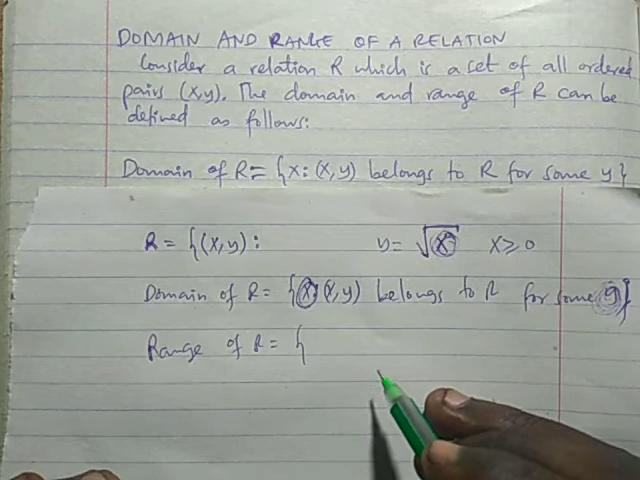 DOMAIN AND RANGE OF A RELATION
Consider a relation R which is a set of all ordered
pairs (x,y). The domain and range of R can be
defined as follows:
Domain of R = {x: (x,y) belongs to R for some y}
R = {(x,y): y = √x x ≥ 0
Domain of R = {x: (x,y) belongs to R for some y}
Range of R = {